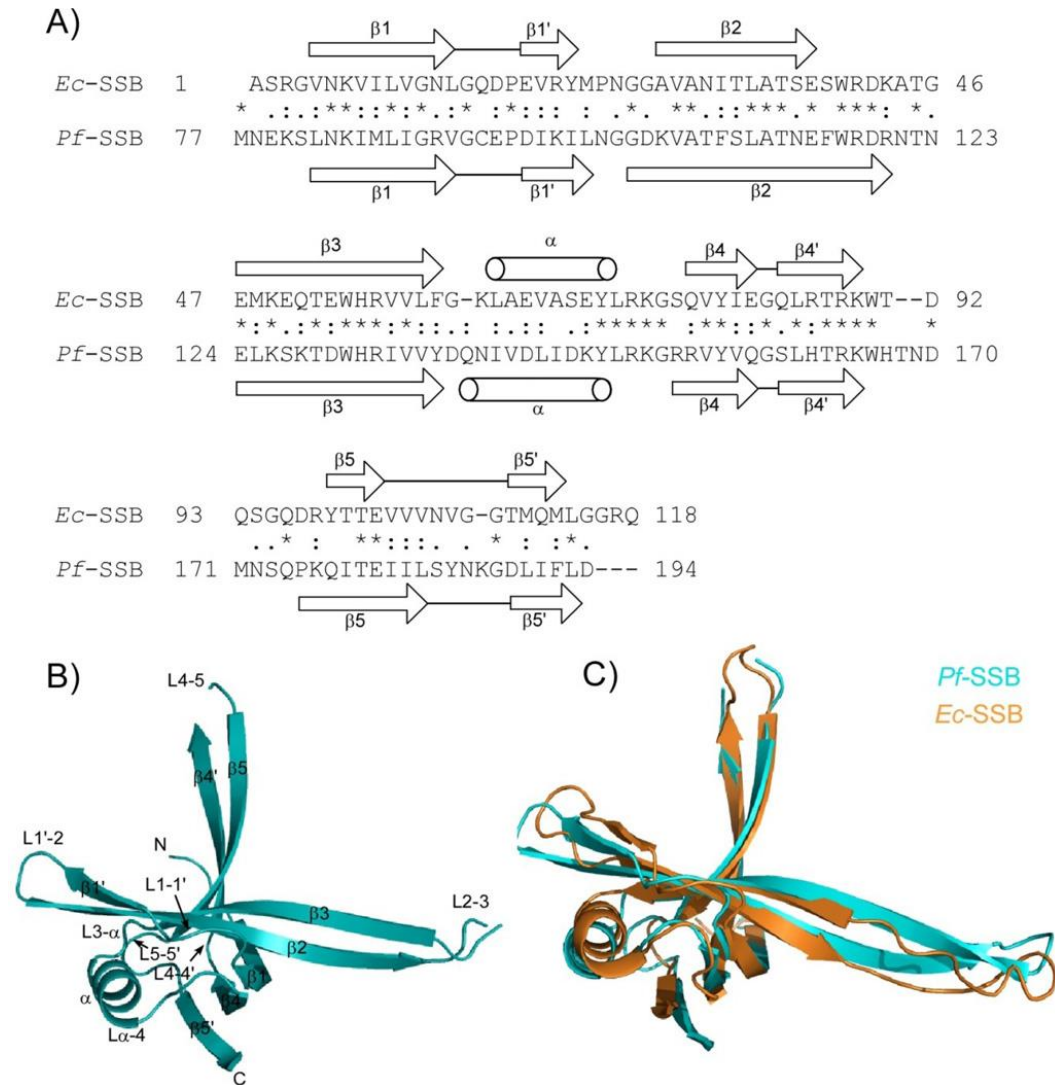 A)
β1 β1' β2
Ec-SSB 1 ASRGVNKVILVGNLGQDPEVRYMPNGGAVANITLATSESWRDKATG 46
Pf-SSB 77 MNEKSLNKIMLIGRVGCEPDIKILNGGDKVATFSLATNEFWRDRNTN 123
β1 β1' β2
β3 α β4 β4'
Ec-SSB 47 EMKEQTEWHRVVLFG-KLAEVASEYLRKGSQVYIEGQLRTRKWT--D 92
Pf-SSB 124 ELKSKTDWHRIVVYDQNIVDLIDKYLRKGRRVYVQGSLHTRKWHTND 170
β3 α β4 β4'
β5 β5'
Ec-SSB 93 QSGQDRYTTEVVVNVG-GTMQMLGGRQ 118
Pf-SSB 171 MNSQPKQITEIILSYNKGDLIFLD--- 194
β5 β5'
B)
L4-5
β4' β5
L1'-2
N
β1'
L1-1'
L2-3
β3
L3-α
L5-5'
β2
L4-4'
β1
α
β4
Lα-4
β5'
C
C)
Pf-SSB
Ec-SSB